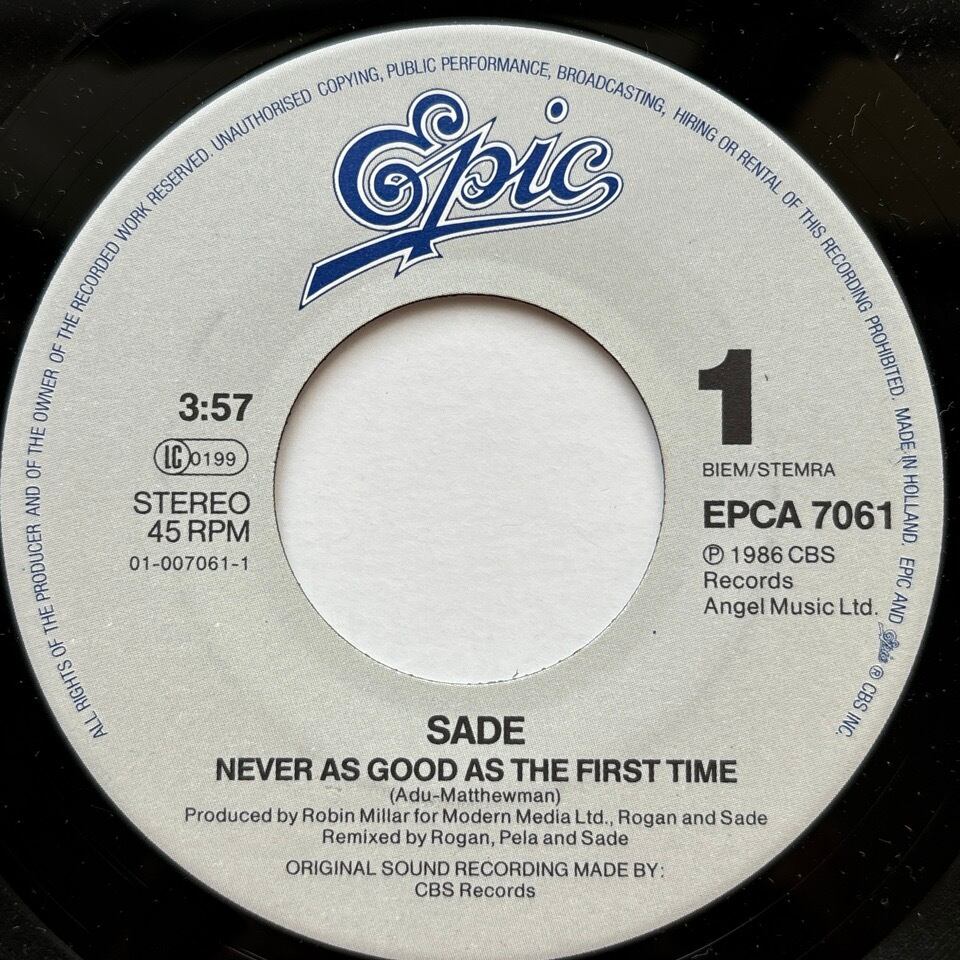 ALL RIGHTS OF THE PRODUCER AND OF THE OWNER OF THE RECORDED WORK RESERVED. UNAUTHORISED COPYING, PUBLIC PERFORMANCE, BROADCASTING, HIRING OR RENTAL OF THIS RECORDING PROHIBITED. MADE IN HOLLAND. EPIC AND Epic ® CBS INC.
Epic
3:57
LC 0199
STEREO
45 RPM
01-007061-1
1
BIEM/STEMRA
EPCA 7061
℗ 1986 CBS
Records
Angel Music Ltd.
SADE
NEVER AS GOOD AS THE FIRST TIME
(Adu-Matthewman)
Produced by Robin Millar for Modern Media Ltd., Rogan and Sade
Remixed by Rogan, Pela and Sade
ORIGINAL SOUND RECORDING MADE BY:
CBS Records